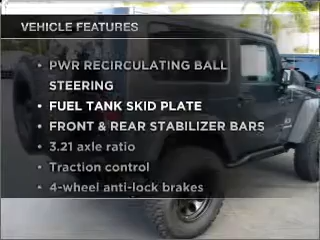 VEHICLE FEATURES
• PWR RECIRCULATING BALL
STEERING
• FUEL TANK SKID PLATE
• FRONT & REAR STABILIZER BARS
• 3.21 axle ratio
• Traction control
• 4-wheel anti-lock brakes